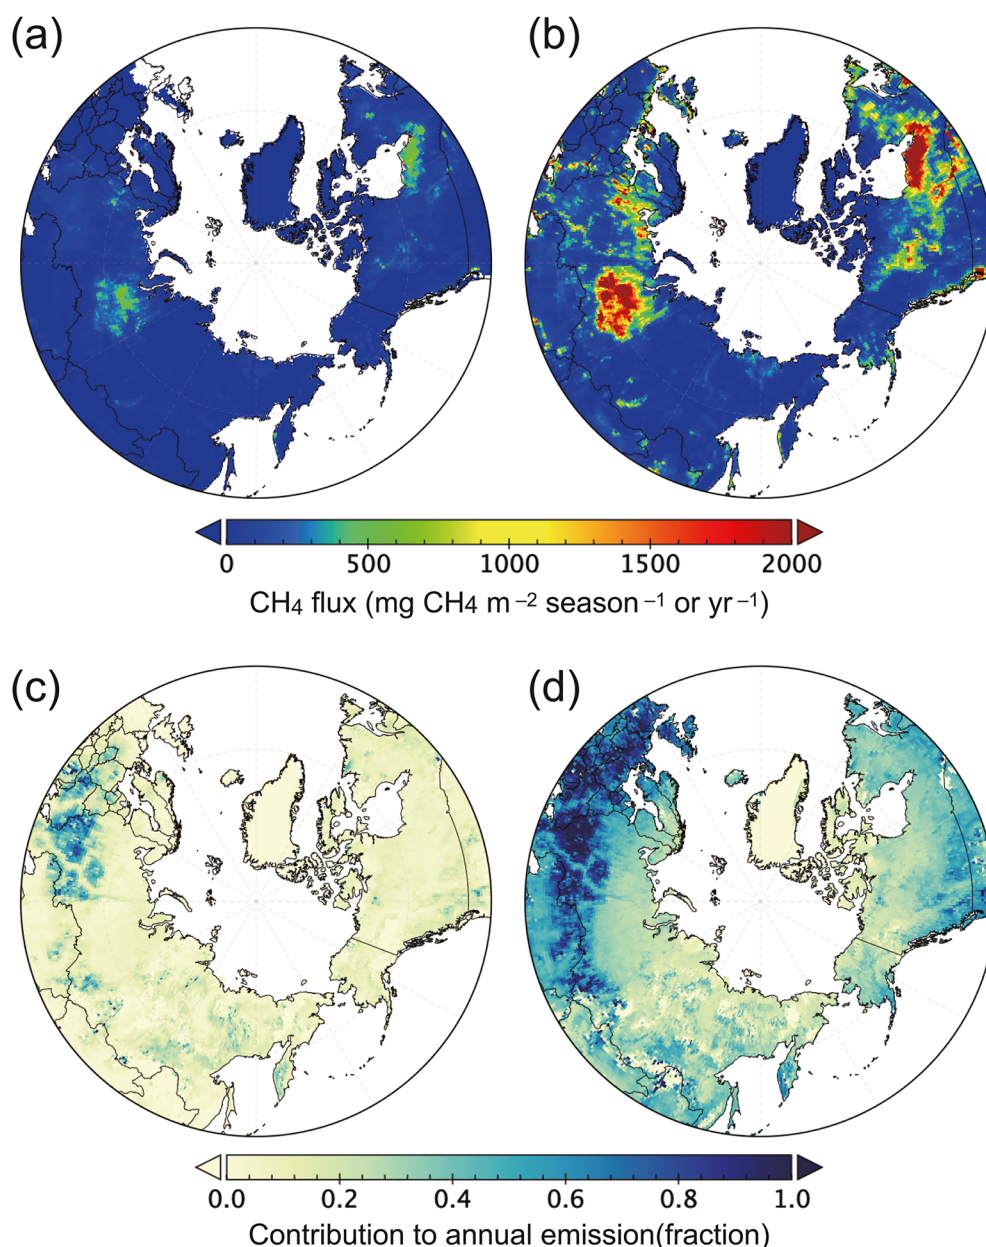 (a) (b)
0 500 1000 1500 2000
CH4 flux (mg CH4 m −2 season −1 or yr −1)
(c) (d)
0.0 0.2 0.4 0.6 0.8 1.0
Contribution to annual emission(fraction)